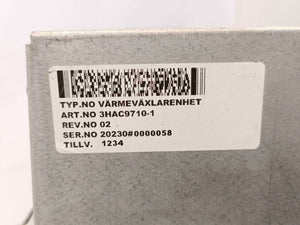 TYP.NO VÄRMEVÄXLARENHET
ART.NO 3HAC9710-1
REV.NO 02
SER.NO 20230#0000058
TILLV. 1234